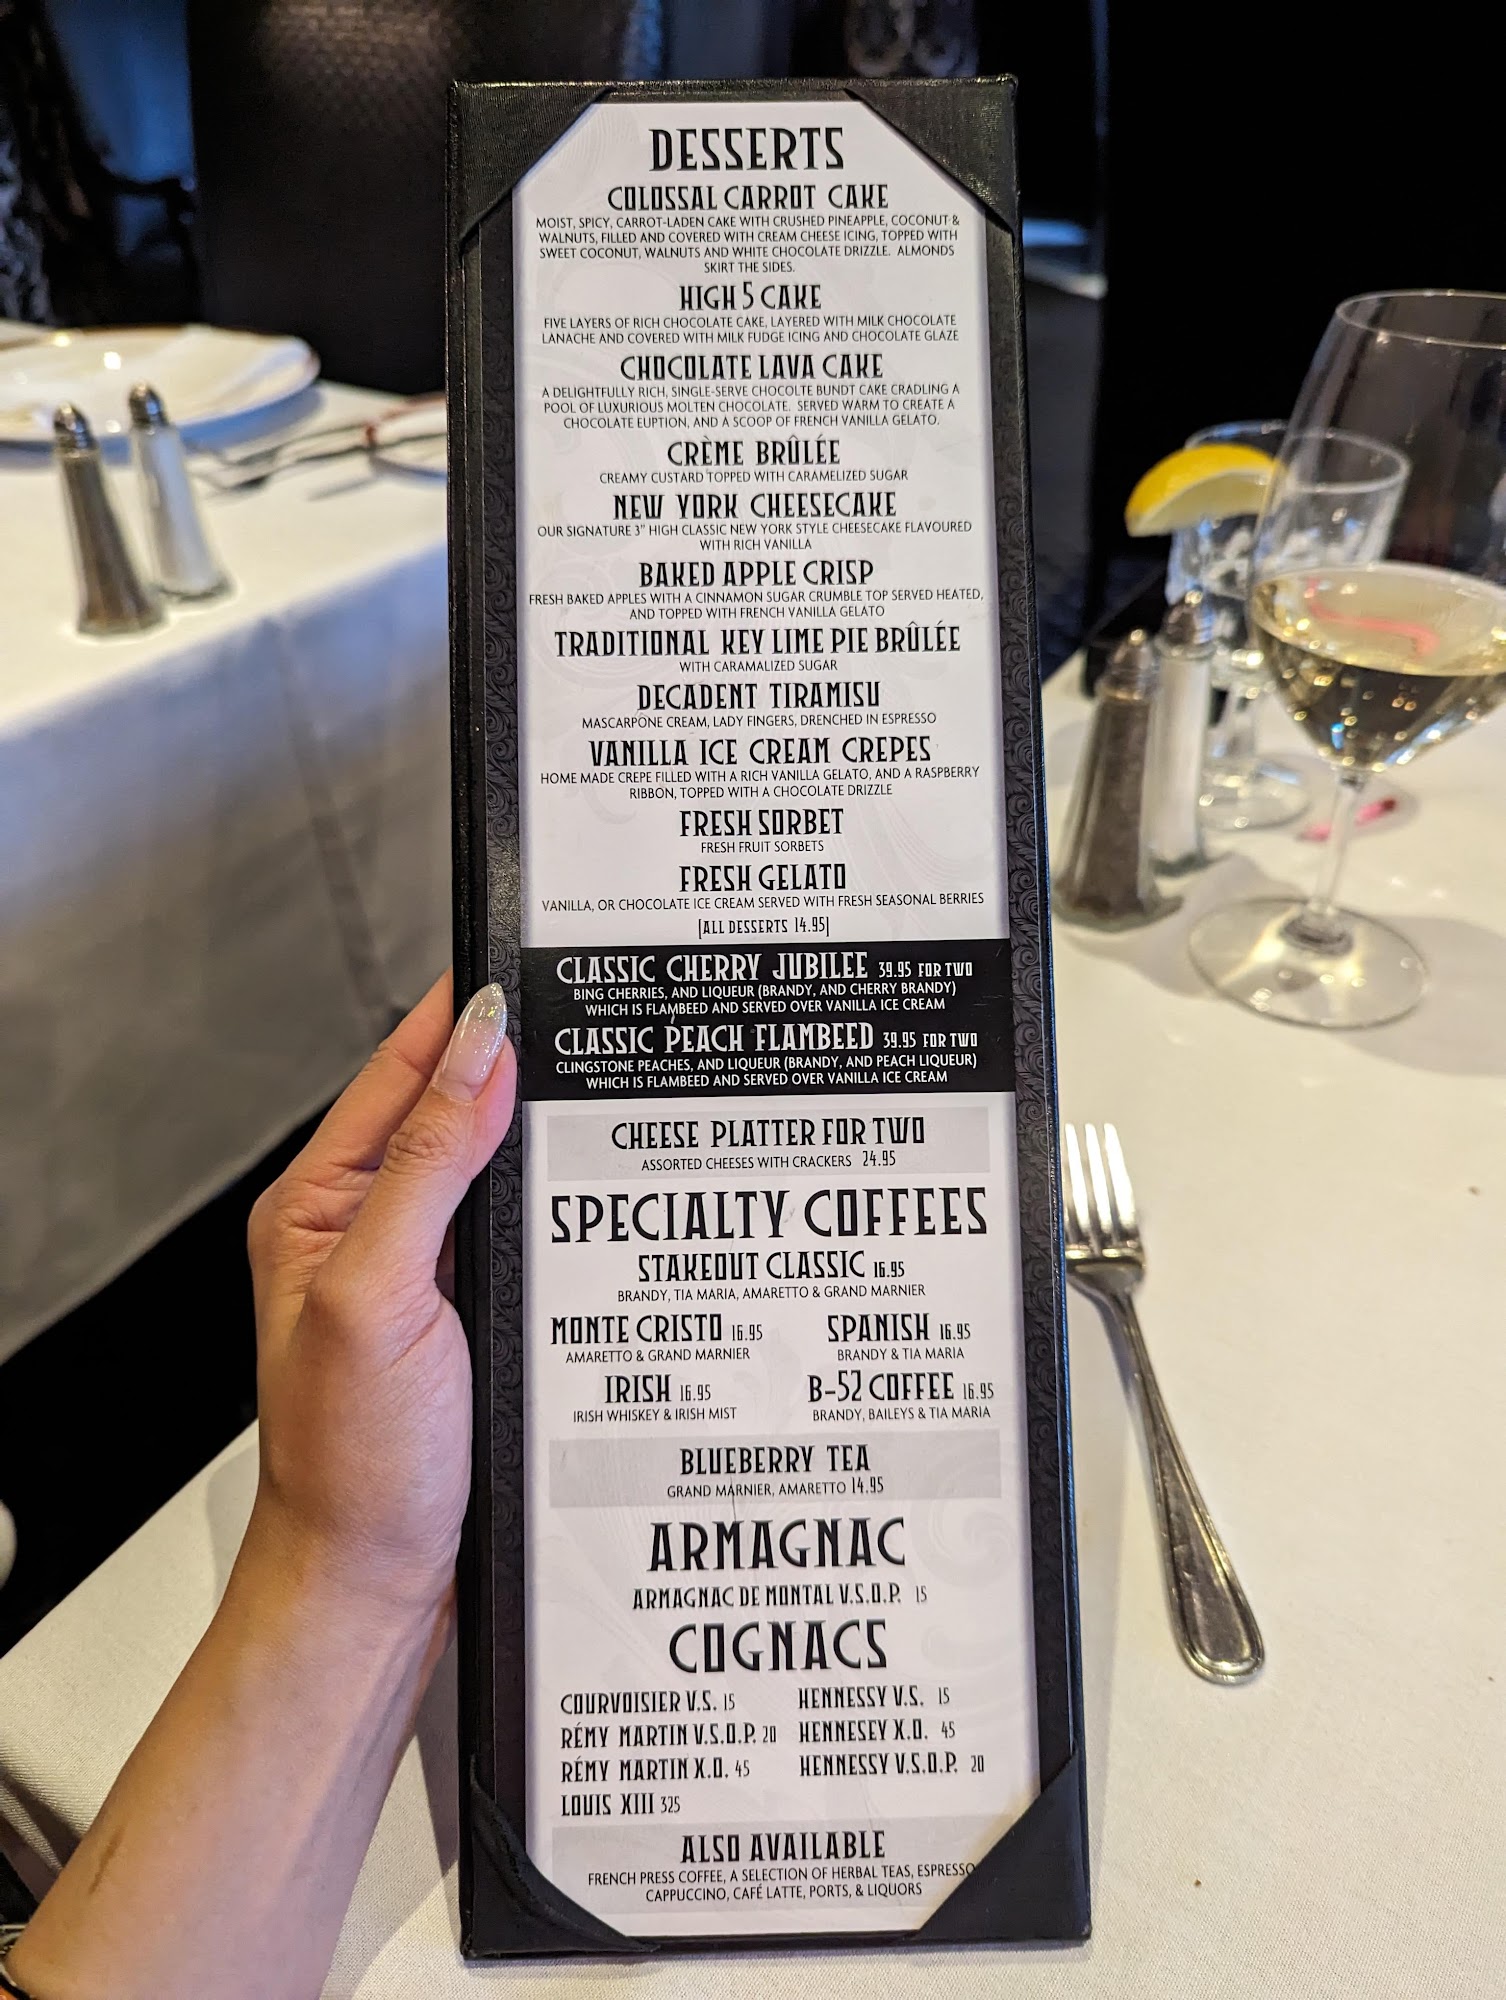 DESSERTS
COLOSSAL CARROT CAKE
MOIST, SPICY, CARROT-LADEN CAKE WITH CRUSHED PINEAPPLE, COCONUT &
WALNUTS, FILLED AND COVERED WITH CREAM CHEESE ICING, TOPPED WITH
SWEET COCONUT, WALNUTS AND WHITE CHOCOLATE DRIZZLE. ALMONDS
SKIRT THE SIDES.
HIGH 5 CAKE
FIVE LAYERS OF RICH CHOCOLATE CAKE, LAYERED WITH MILK CHOCOLATE
LANACHE AND COVERED WITH MILK FUDGE ICING AND CHOCOLATE GLAZE
CHOCOLATE LAVA CAKE
A DELIGHTFULLY RICH, SINGLE-SERVE CHOCOLTE BUNDT CAKE CRADLING A
POOL OF LUXURIOUS MOLTEN CHOCOLATE. SERVED WARM TO CREATE A
CHOCOLATE EUPTION, AND A SCOOP OF FRENCH VANILLA GELATO.
CRÈME BRÛLÉE
CREAMY CUSTARD TOPPED WITH CARAMELIZED SUGAR
NEW YORK CHEESECAKE
OUR SIGNATURE 3" HIGH CLASSIC NEW YORK STYLE CHEESECAKE FLAVOURED
WITH RICH VANILLA
BAKED APPLE CRISP
FRESH BAKED APPLES WITH A CINNAMON SUGAR CRUMBLE TOP SERVED HEATED,
AND TOPPED WITH FRENCH VANILLA GELATO
TRADITIONAL KEY LIME PIE BRÛLÉE
WITH CARAMALIZED SUGAR
DECADENT TIRAMISU
MASCARPONE CREAM, LADY FINGERS, DRENCHED IN ESPRESSO
VANILLA ICE CREAM CREPES
HOME MADE CREPE FILLED WITH A RICH VANILLA GELATO, AND A RASPBERRY
RIBBON, TOPPED WITH A CHOCOLATE DRIZZLE
FRESH SORBET
FRESH FRUIT SORBETS
FRESH GELATO
VANILLA, OR CHOCOLATE ICE CREAM SERVED WITH FRESH SEASONAL BERRIES
(ALL DESSERTS 14.95)
CLASSIC CHERRY JUBILEE 39.95 FOR TWO
BING CHERRIES, AND LIQUEUR (BRANDY, AND CHERRY BRANDY)
WHICH IS FLAMBEED AND SERVED OVER VANILLA ICE CREAM
CLASSIC PEACH FLAMBEED 39.95 FOR TWO
CLINGSTONE PEACHES, AND LIQUEUR (BRANDY, AND PEACH LIQUEUR)
WHICH IS FLAMBEED AND SERVED OVER VANILLA ICE CREAM
CHEESE PLATTER FOR TWO
ASSORTED CHEESES WITH CRACKERS 24.95
SPECIALTY COFFEES
STAKEOUT CLASSIC 16.95
BRANDY, TIA MARIA, AMARETTO & GRAND MARNIER
MONTE CRISTO 16.95
AMARETTO & GRAND MARNIER
SPANISH 16.95
BRANDY & TIA MARIA
IRISH 16.95
IRISH WHISKEY & IRISH MIST
B-52 COFFEE 16.95
BRANDY, BAILEYS & TIA MARIA
BLUEBERRY TEA
GRAND MARNIER, AMARETTO 14.95
ARMAGNAC
ARMAGNAC DE MONTAL V.S.O.P. 15
COGNACS
COURVOISIER V.S. 15
HENNESSY V.S. 15
RÉMY MARTIN V.S.O.P. 20
HENNESEY X.O. 45
RÉMY MARTIN X.O. 45
HENNESSY V.S.O.P. 20
LOUIS XIII 325
ALSO AVAILABLE
FRENCH PRESS COFFEE, A SELECTION OF HERBAL TEAS, ESPRESSO
CAPPUCCINO, CAFÉ LATTE, PORTS, & LIQUORS